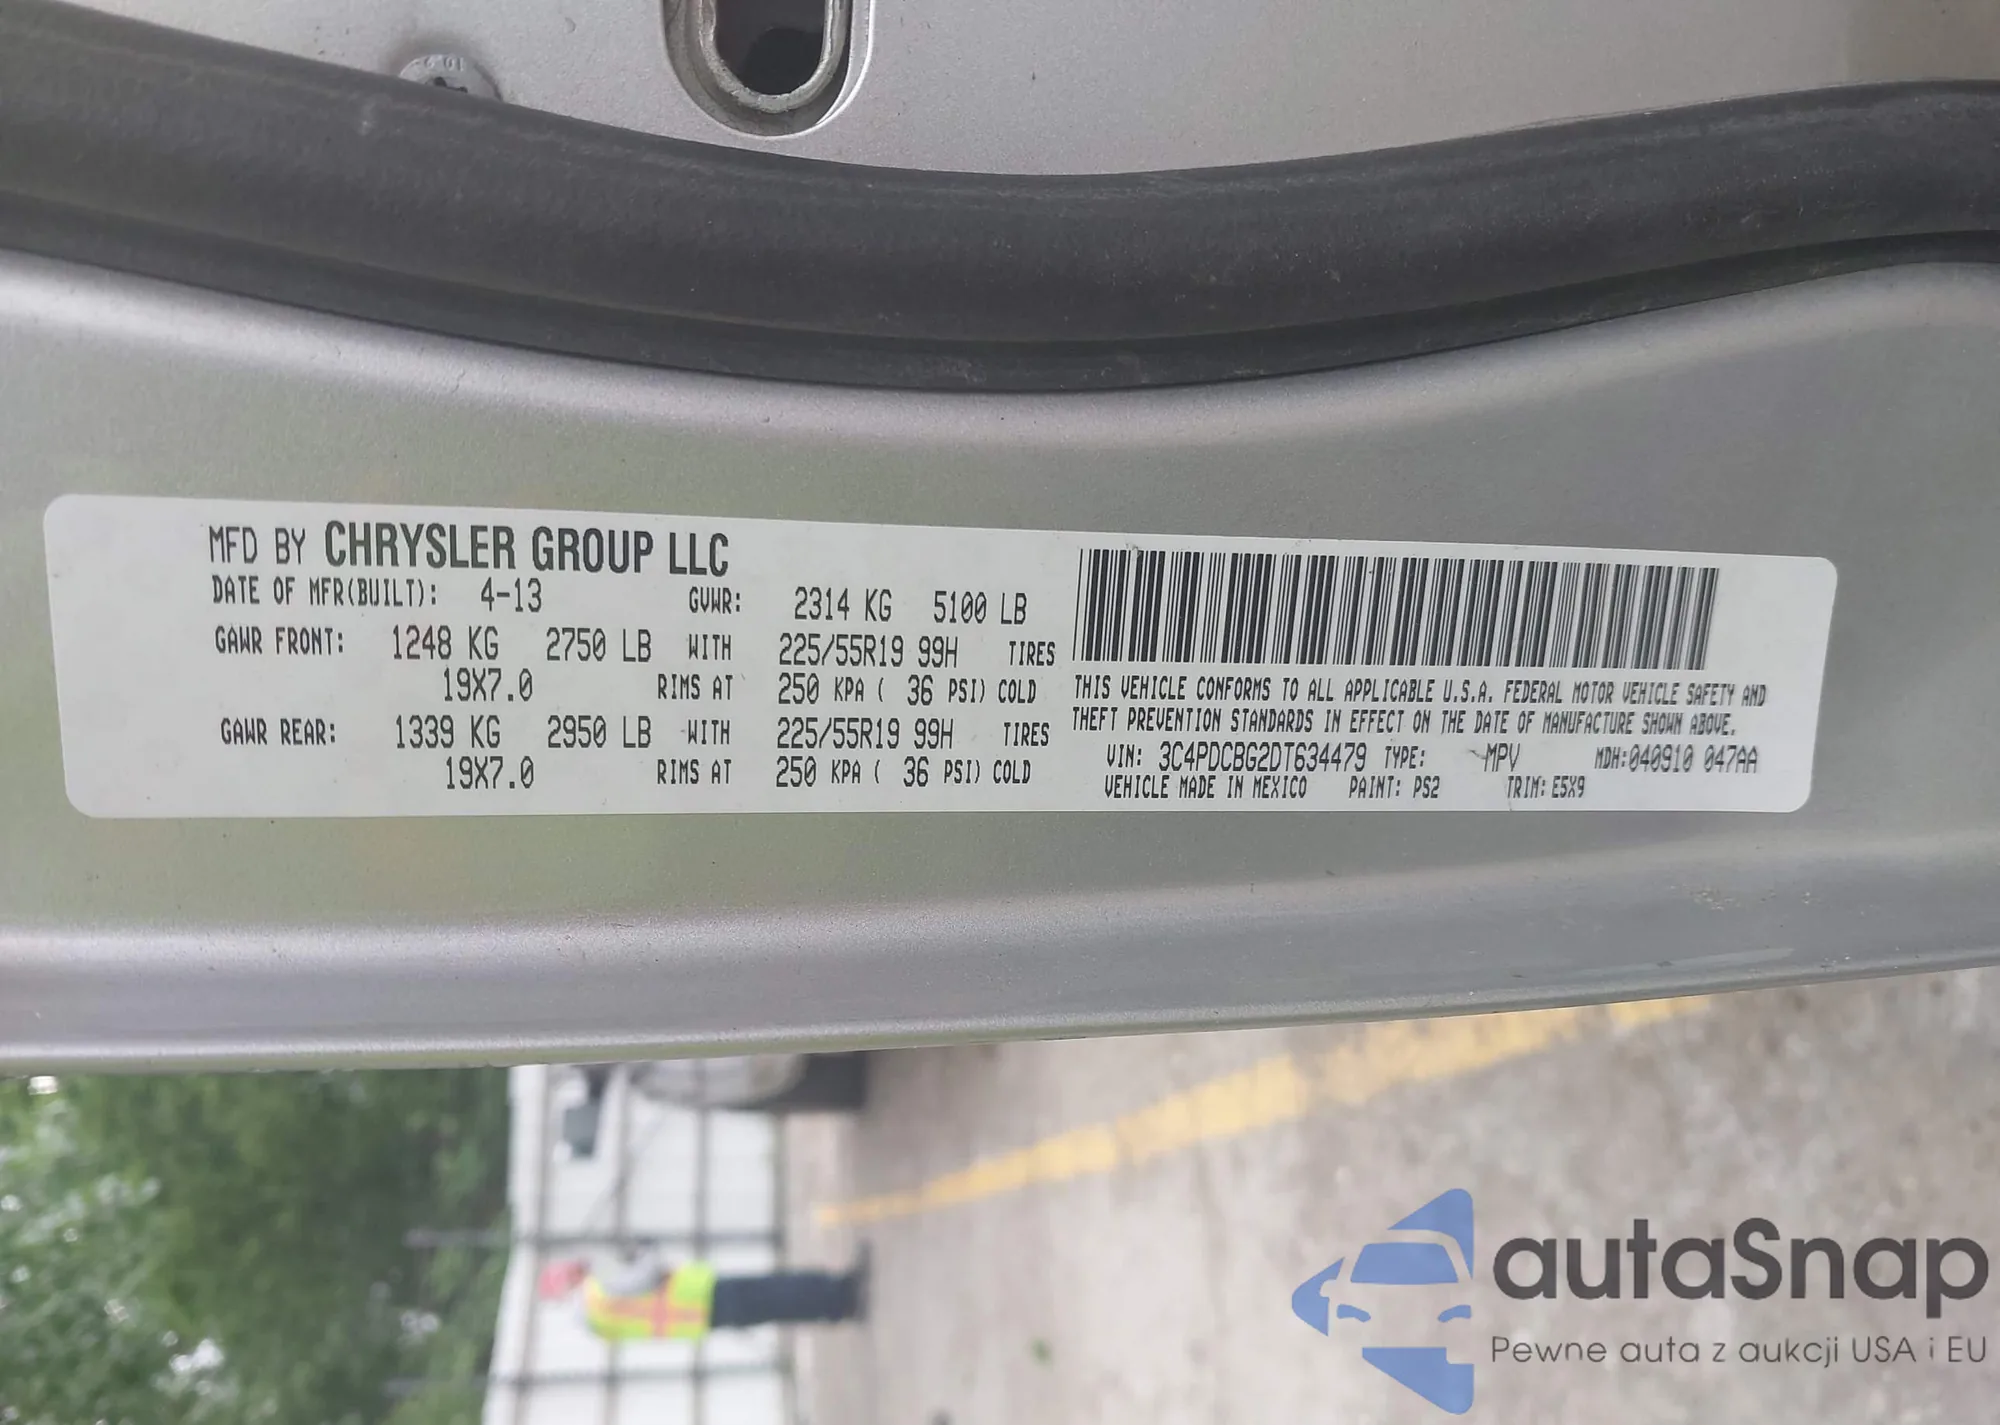 MFD BY CHRYSLER GROUP LLC
DATE OF MFR(BUILT): 4-13 GVWR: 2314 KG 5100 LB
GAWR FRONT: 1248 KG 2750 LB WITH 225/55R19 99H TIRES
19X7.0 RIMS AT 250 KPA ( 36 PSI) COLD
GAWR REAR: 1339 KG 2950 LB WITH 225/55R19 99H TIRES
19X7.0 RIMS AT 250 KPA ( 36 PSI) COLD
THIS VEHICLE CONFORMS TO ALL APPLICABLE U.S.A. FEDERAL MOTOR VEHICLE SAFETY AND
THEFT PREVENTION STANDARDS IN EFFECT ON THE DATE OF MANUFACTURE SHOWN ABOVE.
VIN: 3C4PDCBG2DT634479 TYPE: MPV MDH:040910 047AA
VEHICLE MADE IN MEXICO PAINT: PS2 TRIM: E5X9
autaSnap
Pewne auta z aukcji USA i EU